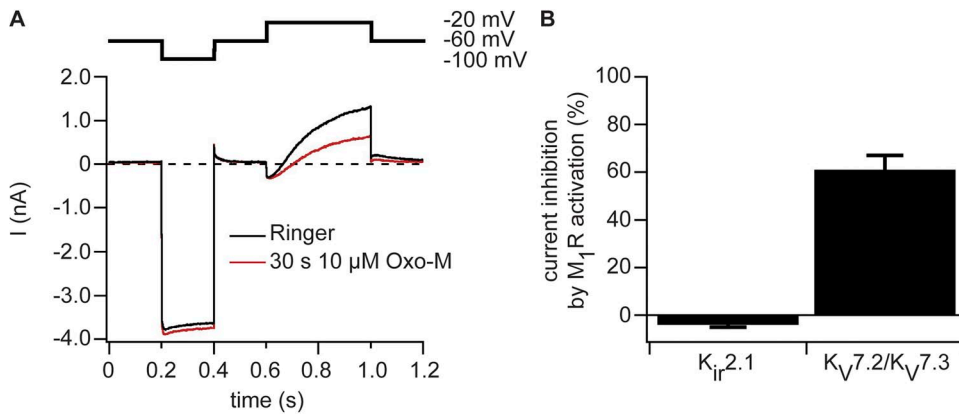 A
-20 mV
-60 mV
-100 mV
2.0
1.0
0
-1.0
-2.0
-3.0
-4.0
I (nA)
Ringer
30 s 10 µM Oxo-M
0 0.2 0.4 0.6 0.8 1.0 1.2
time (s)
B
100
80
60
40
20
0
current inhibition
by M1R activation (%)
Kir2.1 KV7.2/KV7.3